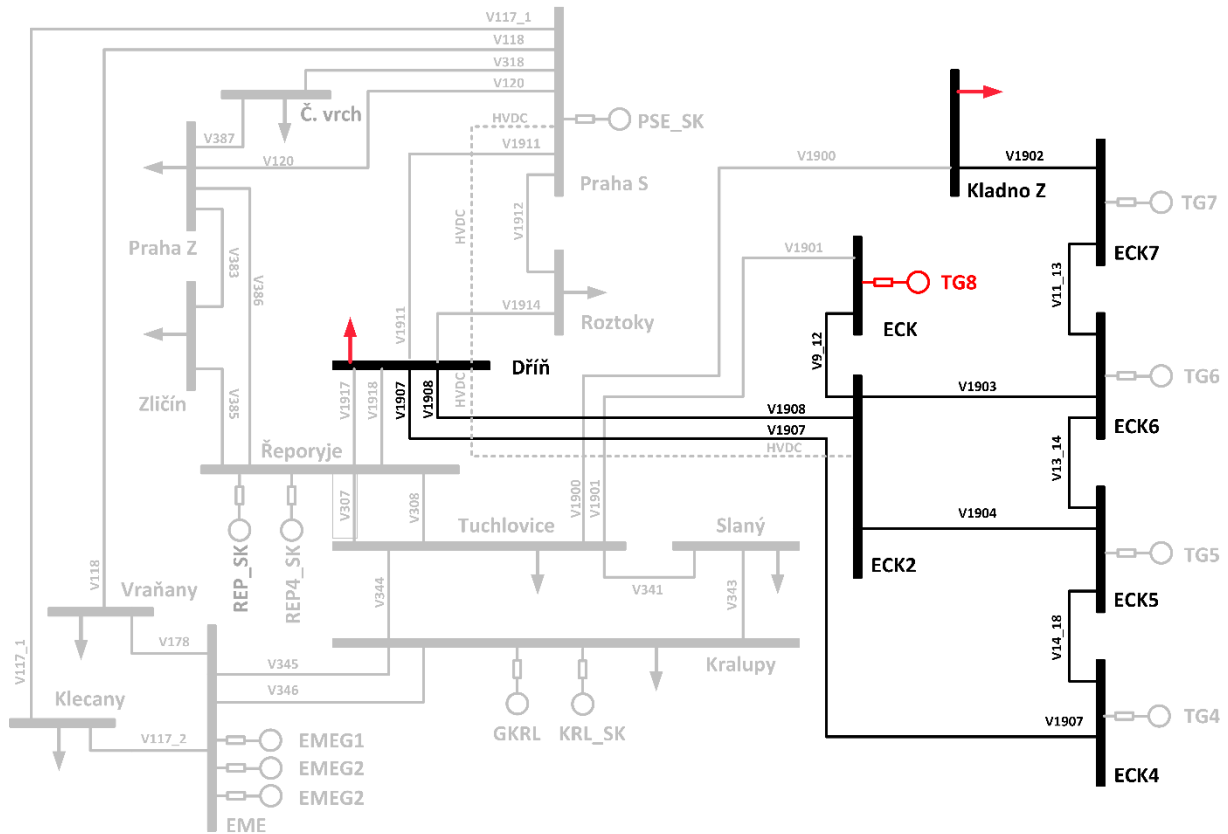 V117_1
V118
V318
V120
Č. vrch
HVDC
PSE_SK
V387
V120
V1911
V1900
V1902
Kladno Z
Praha S
TG7
HVDC
V1912
Praha Z
V383
V386
V1901
ECK7
V11_13
TG8
V1911
V1914
Roztoky
ECK
V9_12
Dříň
Zličín
V385
V1917
V1918
V1907
V1908
HVDC
TG6
V1903
V1908
V1907
HVDC
ECK6
V13_14
Řeporyje
V307
V308
V1900
V1901
Tuchlovice
Slaný
V1904
TG5
REP_SK
REP4_SK
ECK2
V341
V344
V343
ECK5
V118
Vraňany
V14_18
V178
Kralupy
V345
V346
V117_1
Klecany
GKRL
KRL_SK
V1907
TG4
V117_2
EMEG1
EMEG2
EMEG2
ECK4
EME